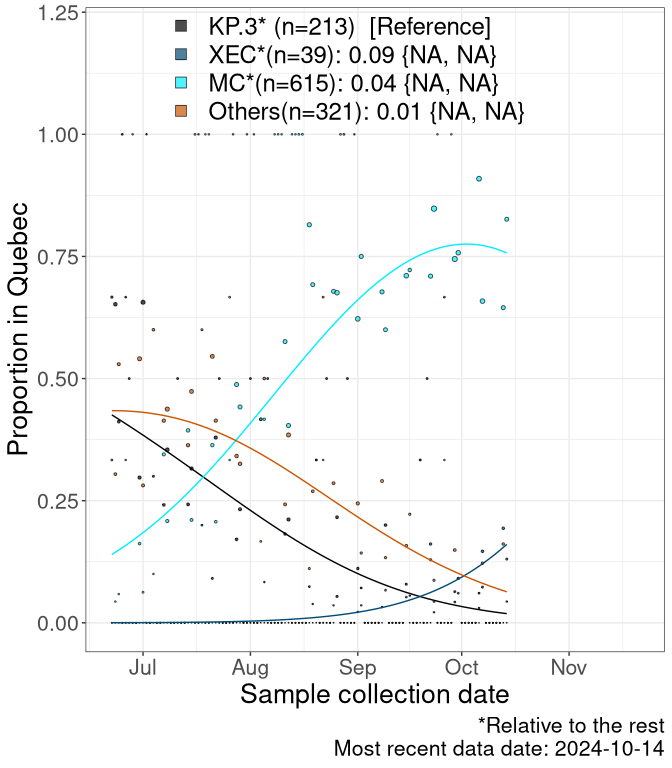 KP.3* (n=213)  [Reference]
XEC*(n=39): 0.09 {NA, NA}
MC*(n=615): 0.04 {NA, NA}
Others(n=321): 0.01 {NA, NA}
1.25
1.00
0.75
0.50
0.25
0.00
Proportion in Quebec
Jul Aug Sep Oct Nov
Sample collection date
*Relative to the rest
Most recent data date: 2024-10-14